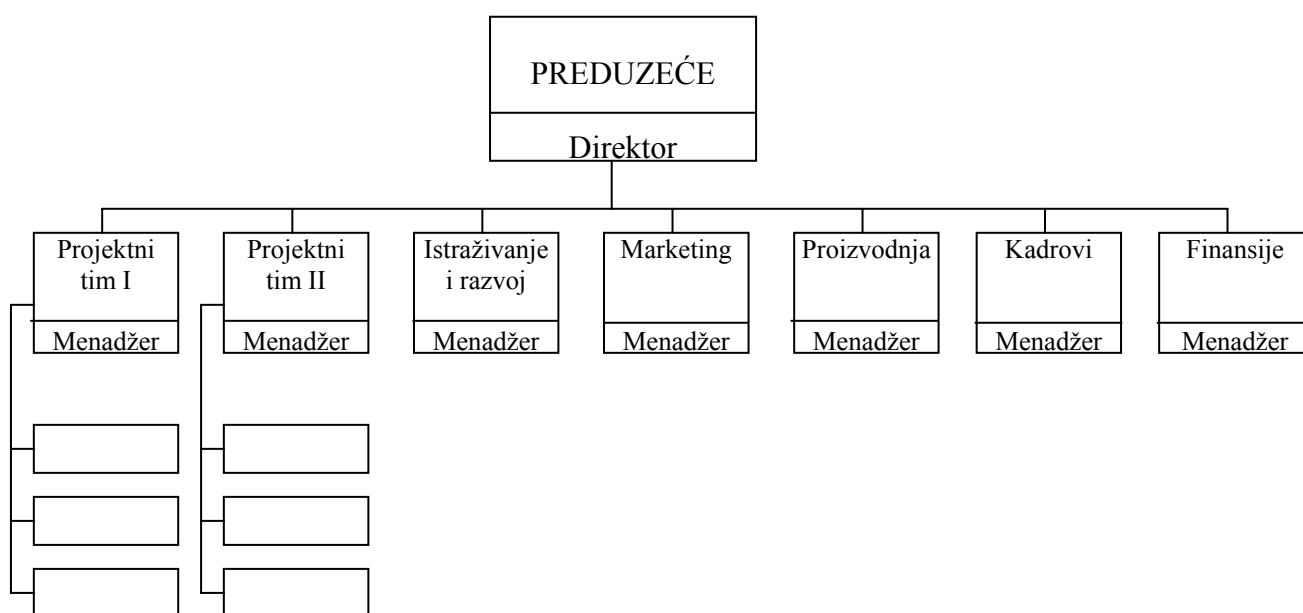 PREDUZEĆE
Direktor
Projektni
tim I
Menadžer
Projektni
tim II
Menadžer
Istraživanje
i razvoj
Menadžer
Marketing
Menadžer
Proizvodnja
Menadžer
Kadrovi
Menadžer
Finansije
Menadžer